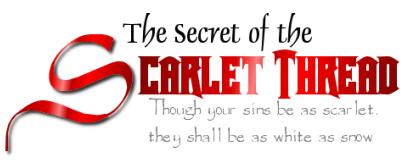 The Secret of the
SCARLET THREAD
Though your sins be as scarlet,
they shall be as white as snow